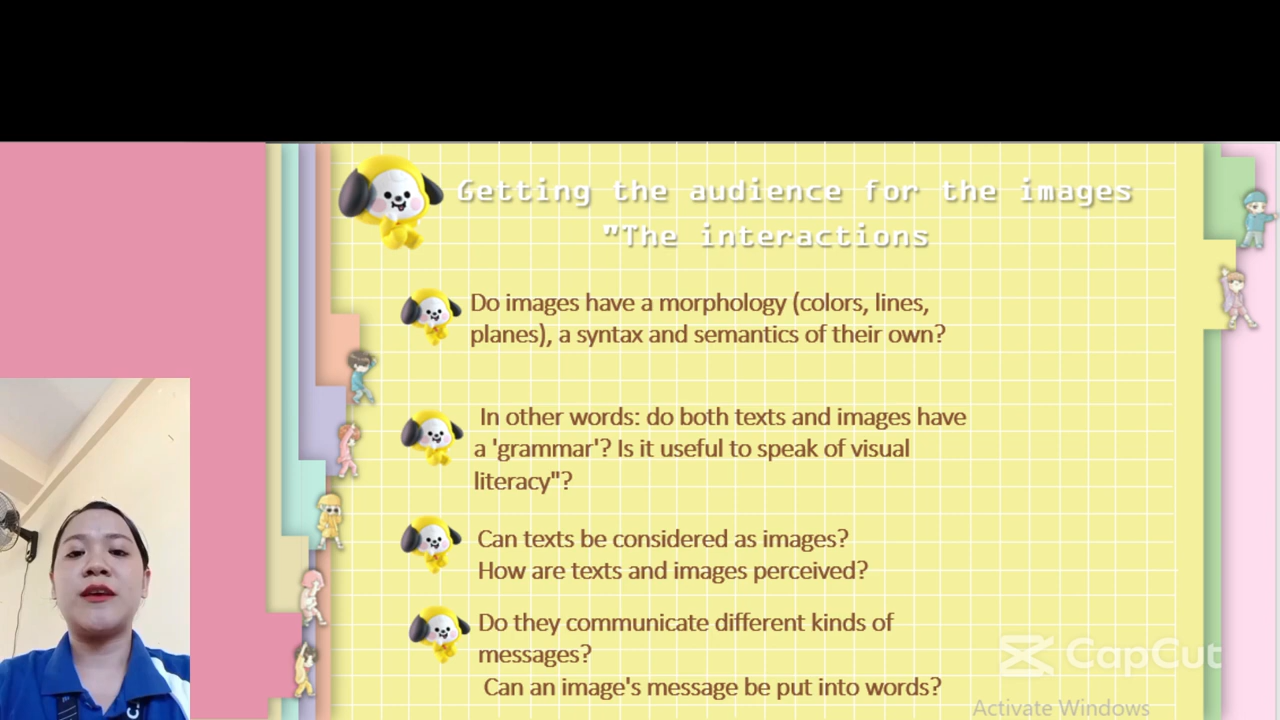 Getting the audience for the images
"The interactions
Do images have a morphology (colors, lines,
planes), a syntax and semantics of their own?
In other words: do both texts and images have
a 'grammar'? Is it useful to speak of visual
literacy"?
Can texts be considered as images?
How are texts and images perceived?
Do they communicate different kinds of
messages?
Can an image's message be put into words?
CapCut
Activate Windows